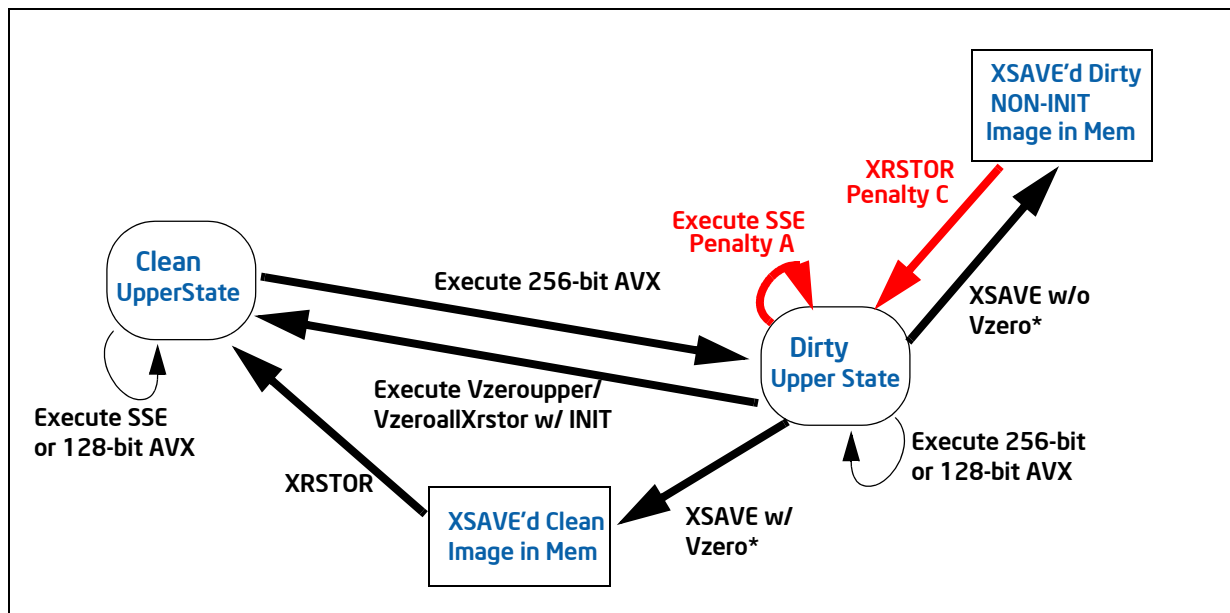 XSAVE'd Dirty
NON-INIT
Image in Mem
XRSTOR
Penalty C
Execute SSE
Penalty A
Clean
UpperState
Execute 256-bit AVX
XSAVE w/o
Vzero*
Dirty
Upper State
Execute Vzeroupper/
VzeroallXrstor w/ INIT
Execute SSE
or 128-bit AVX
Execute 256-bit
or 128-bit AVX
XRSTOR
XSAVE'd Clean
Image in Mem
XSAVE w/
Vzero*